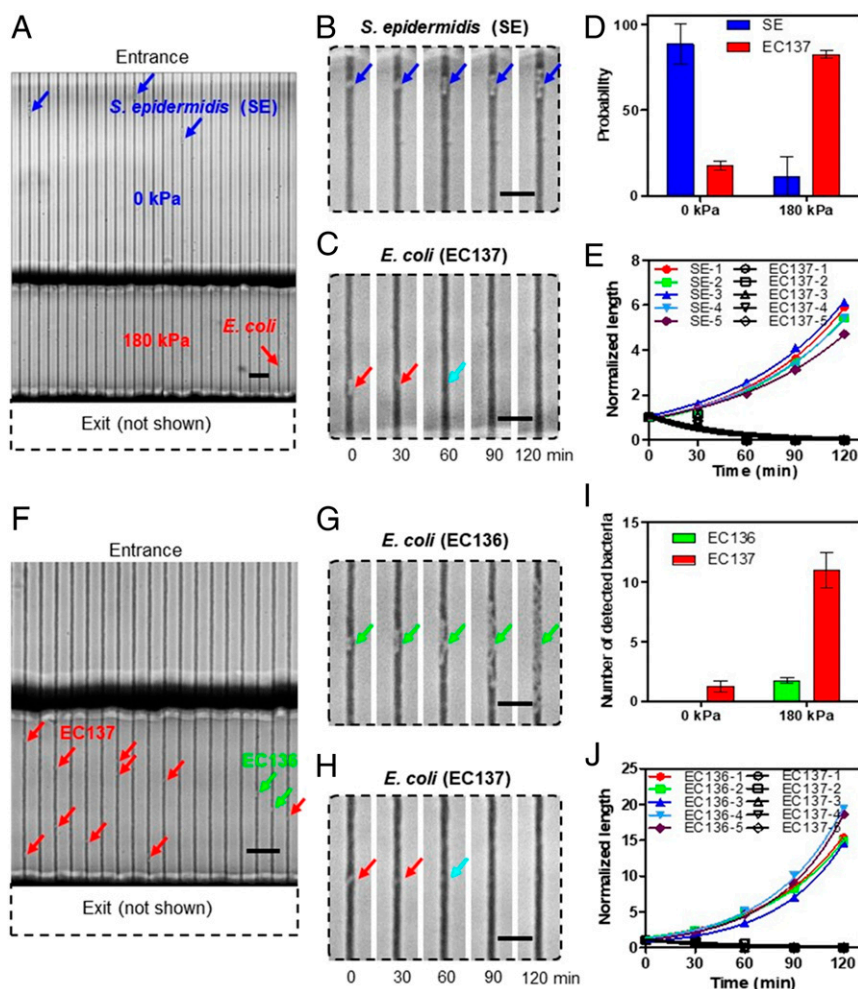 A
Entrance
S. epidermidis (SE)
0 kPa
180 kPa
E. coli
Exit (not shown)
B
S. epidermidis (SE)
C
E. coli (EC137)
0 30 60 90 120 min
D
SE
EC137
Probability
100
50
0
0 kPa 180 kPa
E
SE-1 EC137-1
SE-2 EC137-2
SE-3 EC137-3
SE-4 EC137-4
SE-5 EC137-5
Normalized length
8
6
4
2
0
0 30 60 90 120
Time (min)
F
Entrance
EC137
EC136
Exit (not shown)
G
E. coli (EC136)
H
E. coli (EC137)
0 30 60 90 120 min
I
EC136
EC137
Number of detected bacteria
15
10
5
0
0 kPa 180 kPa
J
EC136-1 EC137-1
EC136-2 EC137-2
EC136-3 EC137-3
EC136-4 EC137-4
EC136-5 EC137-5
Normalized length
25
20
15
10
5
0
0 30 60 90 120
Time (min)